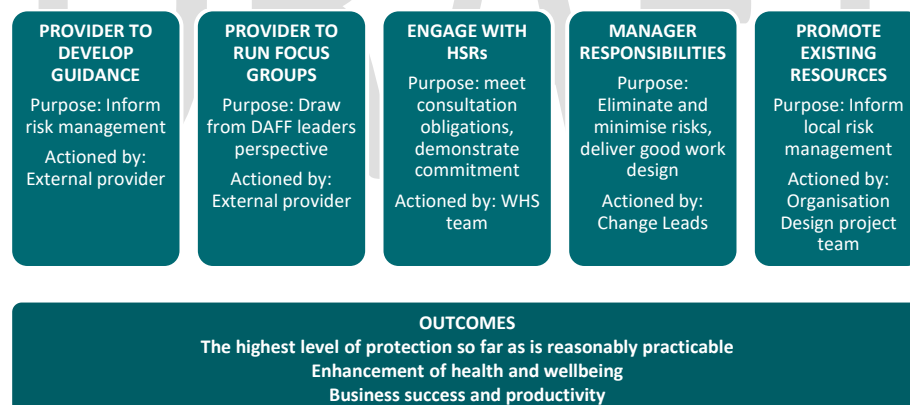 PROVIDER TO
DEVELOP
GUIDANCE
Purpose: Inform
risk management
Actioned by:
External provider
PROVIDER TO
RUN FOCUS
GROUPS
Purpose: Draw
from DAFF leaders
perspective
Actioned by:
External provider
ENGAGE WITH
HSRs
Purpose: meet
consultation
obligations,
demonstrate
commitment
Actioned by: WHS
team
MANAGER
RESPONSIBILITIES
Purpose:
Eliminate and
minimise risks,
deliver good work
design
Actioned by:
Change Leads
PROMOTE
EXISTING
RESOURCES
Purpose: Inform
local risk
management
Actioned by:
Organisation
Design project
team
OUTCOMES
The highest level of protection so far as is reasonably practicable
Enhancement of health and wellbeing
Business success and productivity